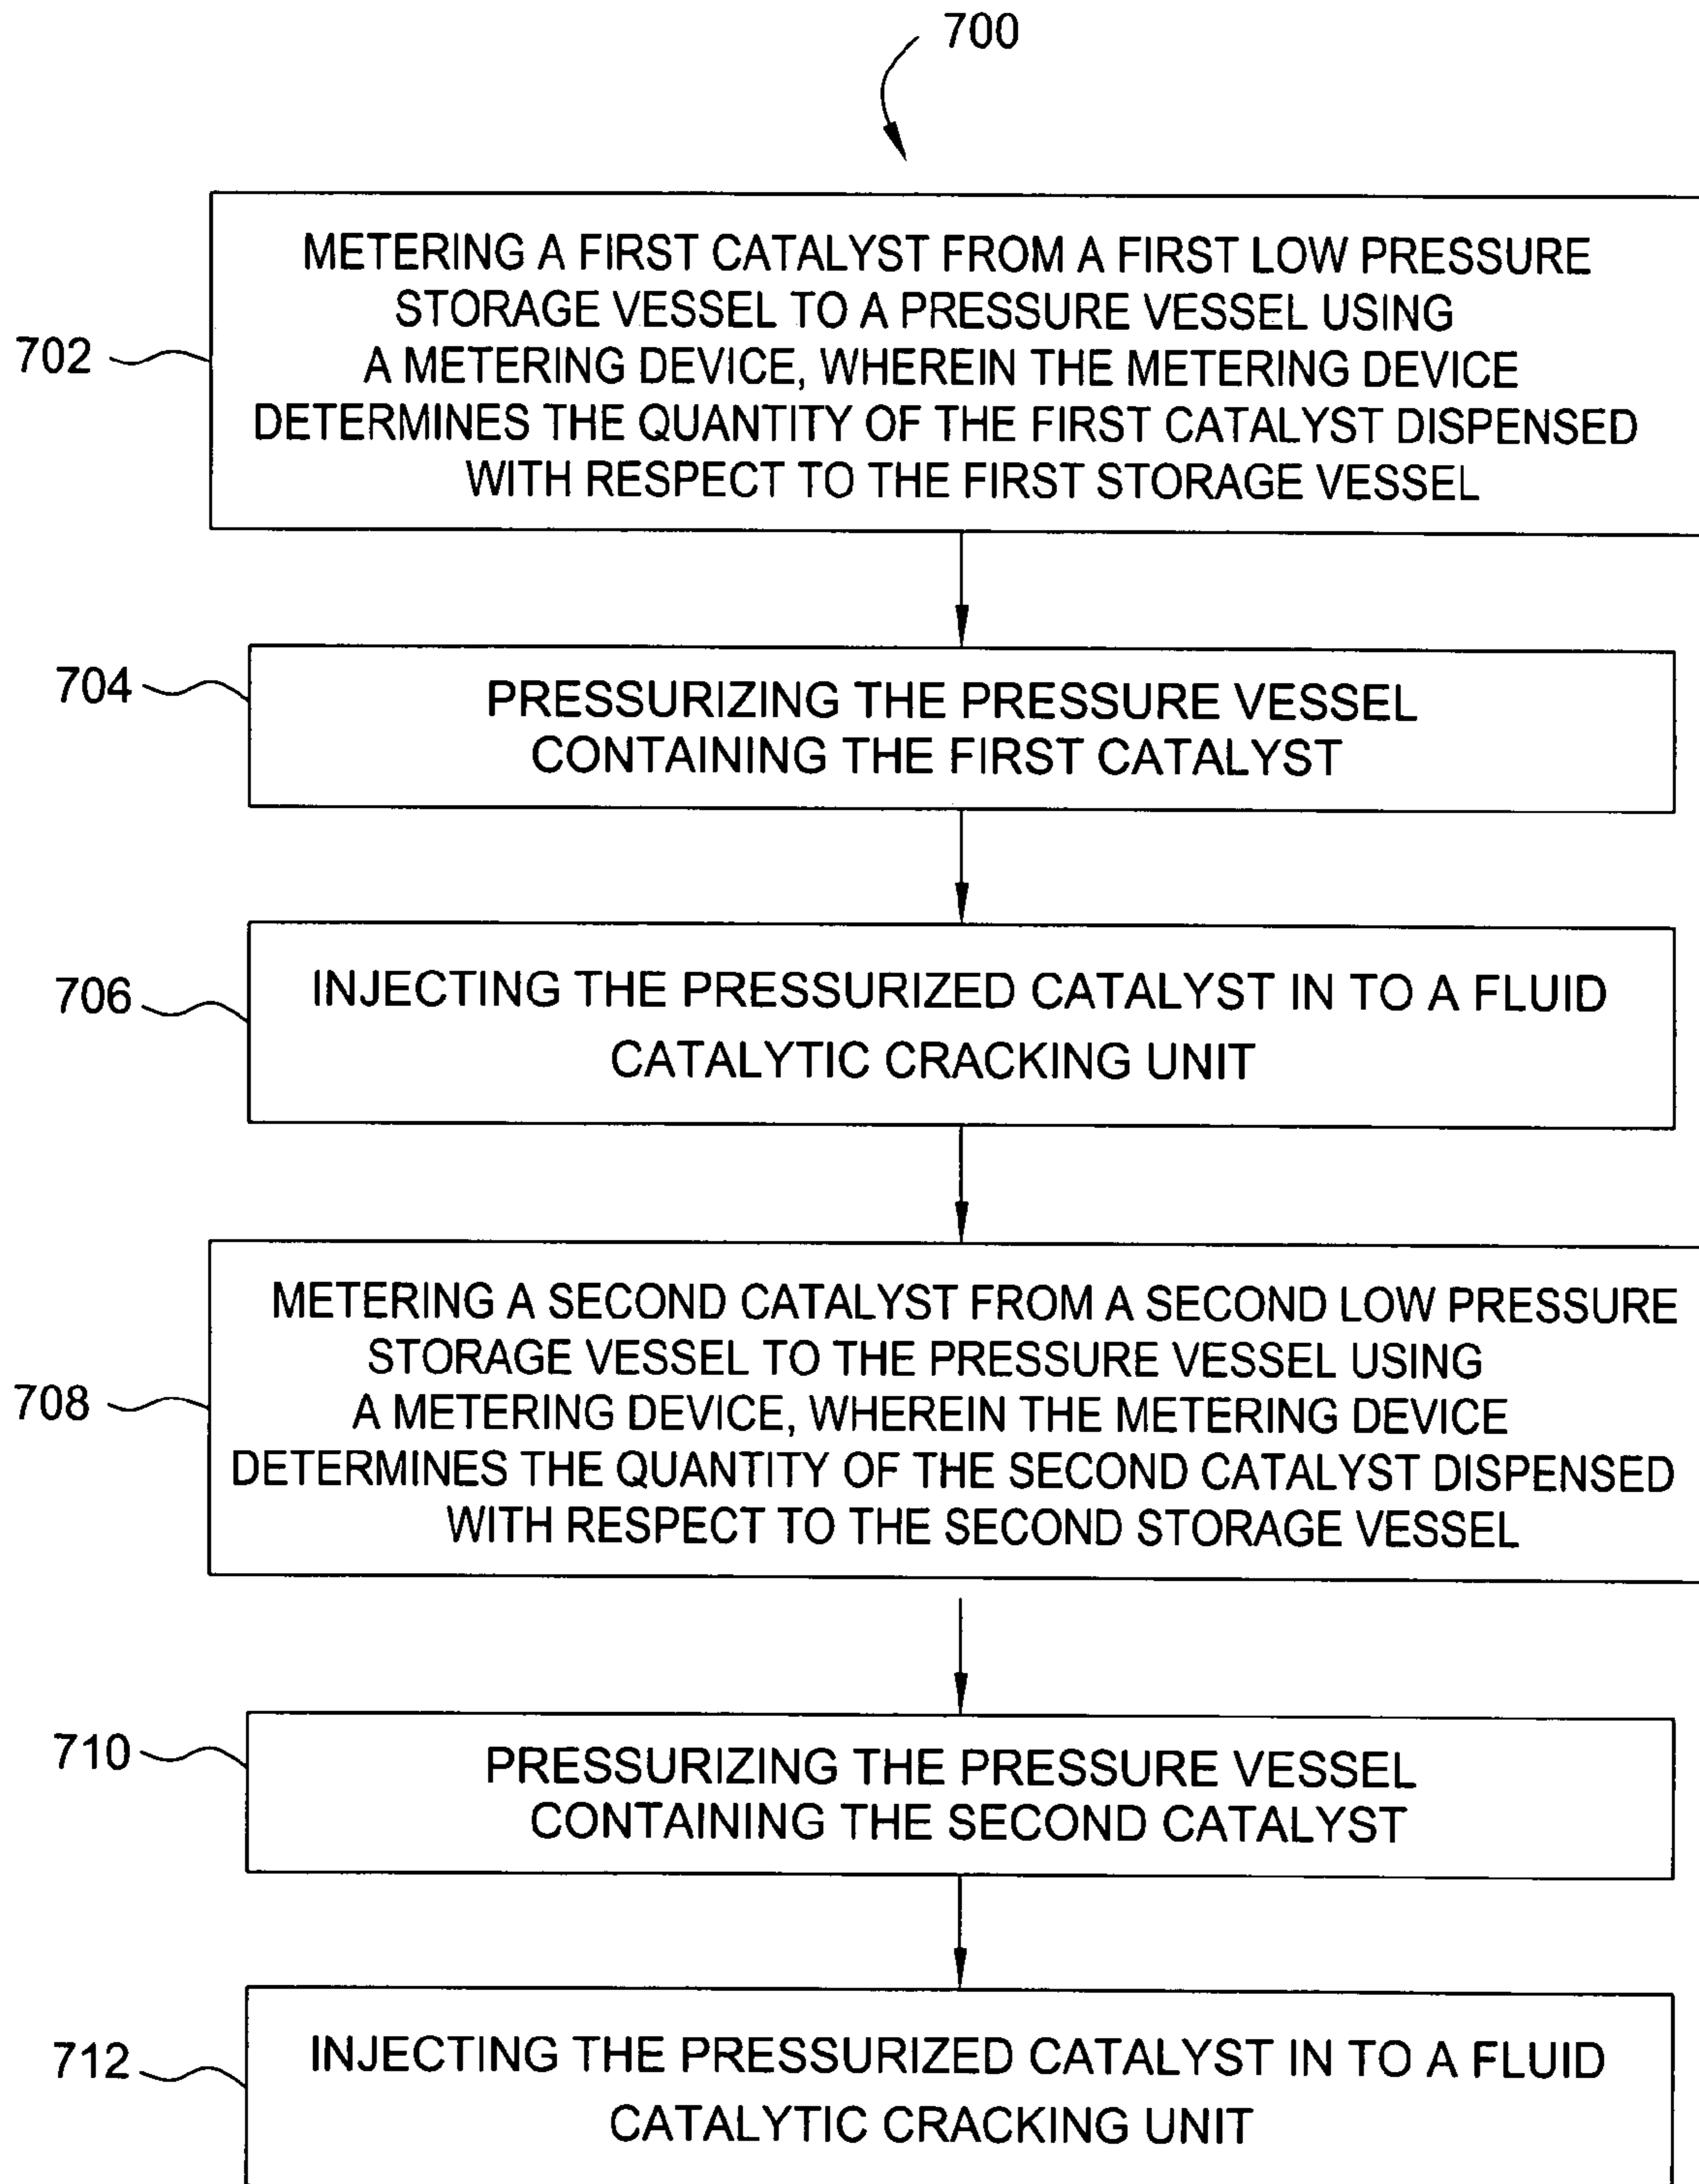 700
702
METERING A FIRST CATALYST FROM A FIRST LOW PRESSURE
STORAGE VESSEL TO A PRESSURE VESSEL USING
A METERING DEVICE, WHEREIN THE METERING DEVICE
DETERMINES THE QUANTITY OF THE FIRST CATALYST DISPENSED
WITH RESPECT TO THE FIRST STORAGE VESSEL
704
PRESSURIZING THE PRESSURE VESSEL
CONTAINING THE FIRST CATALYST
706
INJECTING THE PRESSURIZED CATALYST IN TO A FLUID
CATALYTIC CRACKING UNIT
708
METERING A SECOND CATALYST FROM A SECOND LOW PRESSURE
STORAGE VESSEL TO THE PRESSURE VESSEL USING
A METERING DEVICE, WHEREIN THE METERING DEVICE
DETERMINES THE QUANTITY OF THE SECOND CATALYST DISPENSED
WITH RESPECT TO THE SECOND STORAGE VESSEL
710
PRESSURIZING THE PRESSURE VESSEL
CONTAINING THE SECOND CATALYST
712
INJECTING THE PRESSURIZED CATALYST IN TO A FLUID
CATALYTIC CRACKING UNIT